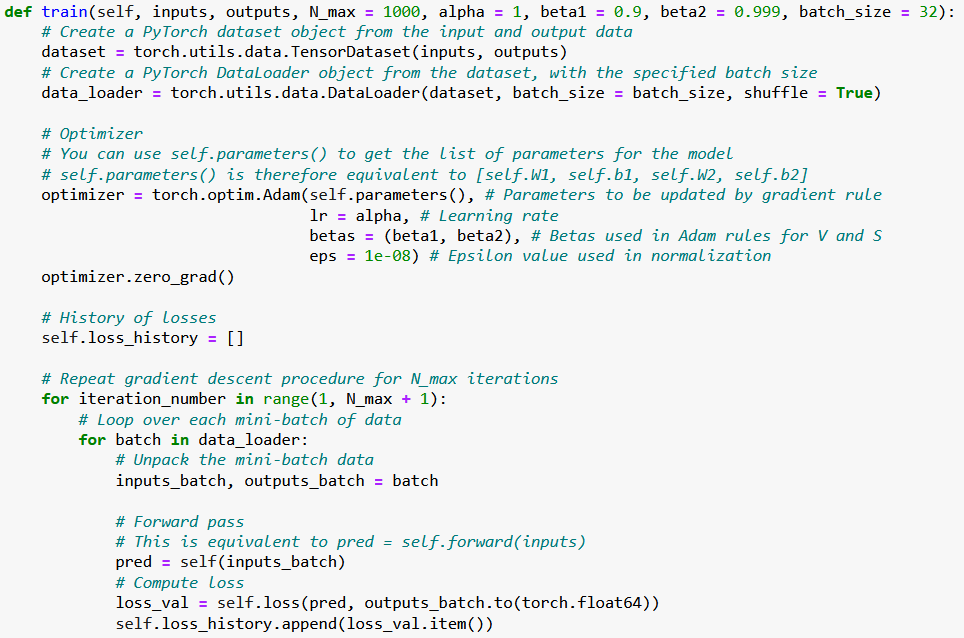 def train(self, inputs, outputs, N_max = 1000, alpha = 1, beta1 = 0.9, beta2 = 0.999, batch_size = 32):
    # Create a PyTorch dataset object from the input and output data
    dataset = torch.utils.data.TensorDataset(inputs, outputs)
    # Create a PyTorch DataLoader object from the dataset, with the specified batch size
    data_loader = torch.utils.data.DataLoader(dataset, batch_size = batch_size, shuffle = True)

    # Optimizer
    # You can use self.parameters() to get the list of parameters for the model
    # self.parameters() is therefore equivalent to [self.W1, self.b1, self.W2, self.b2]
    optimizer = torch.optim.Adam(self.parameters(), # Parameters to be updated by gradient rule
                                 lr = alpha, # Learning rate
                                 betas = (beta1, beta2), # Betas used in Adam rules for V and S
                                 eps = 1e-08) # Epsilon value used in normalization
    optimizer.zero_grad()

    # History of losses
    self.loss_history = []

    # Repeat gradient descent procedure for N_max iterations
    for iteration_number in range(1, N_max + 1):
        # Loop over each mini-batch of data
        for batch in data_loader:
            # Unpack the mini-batch data
            inputs_batch, outputs_batch = batch

            # Forward pass
            # This is equivalent to pred = self.forward(inputs)
            pred = self(inputs_batch)
            # Compute loss
            loss_val = self.loss(pred, outputs_batch.to(torch.float64))
            self.loss_history.append(loss_val.item())